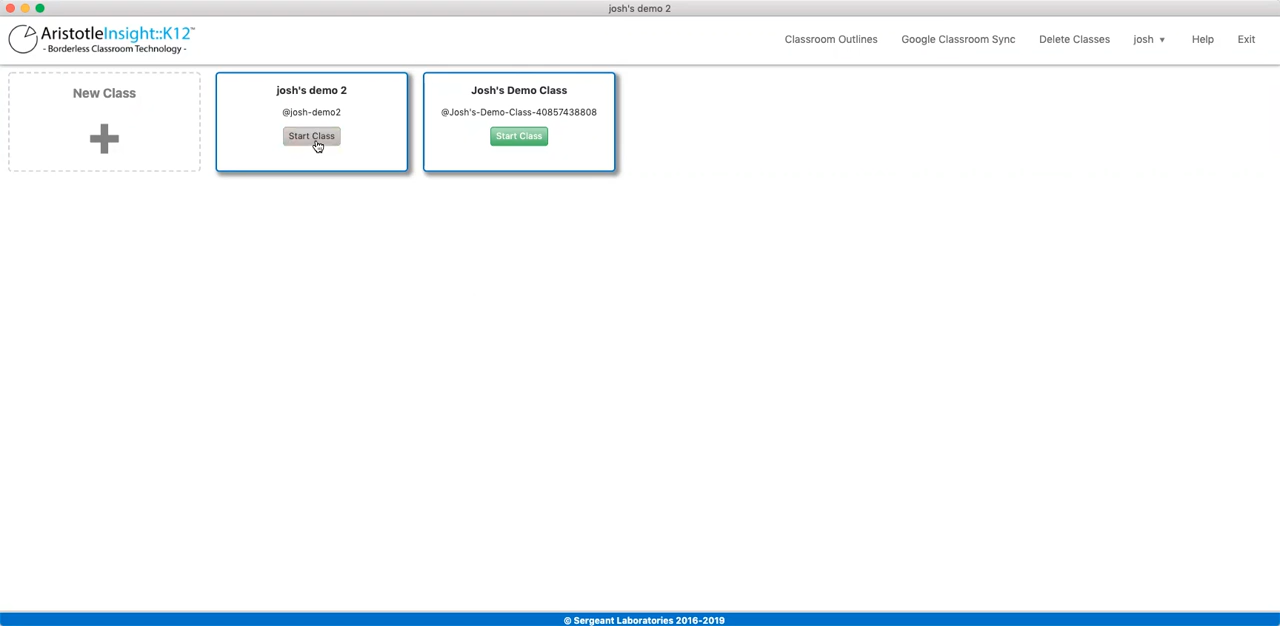 josh's demo 2
AristotleInsight::K12™
- Borderless Classroom Technology -
Classroom Outlines
Google Classroom Sync
Delete Classes
josh ▼
Help
Exit
New Class
josh's demo 2
@josh-demo2
Start Class
Josh's Demo Class
@Josh's-Demo-Class-40857438808
Start Class
© Sergeant Laboratories 2016-2019